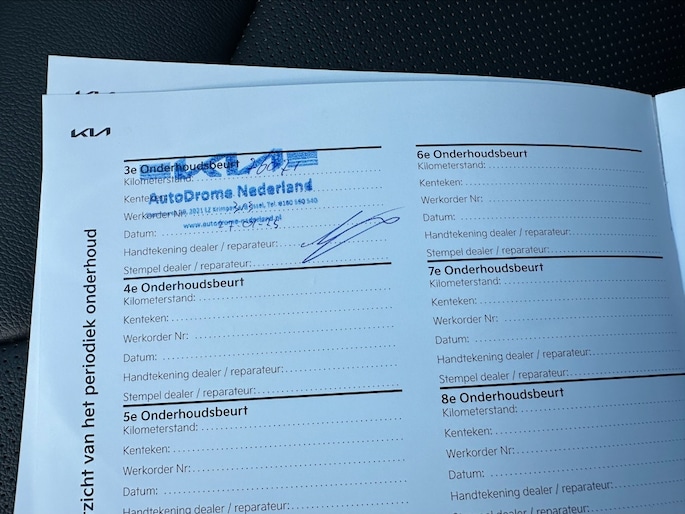 KIA
3e Onderhoudsbeurt
Kilometerstand:
KIA
AutoDrome Nederland
Kenteken:
Werkorder Nr:
www.autodrome-nederland.nl
Datum:
Handtekening dealer / reparateur:
Stempel dealer / reparateur:
4e Onderhoudsbeurt
Kilometerstand:
Kenteken:
Werkorder Nr:
Datum:
Handtekening dealer / reparateur:
Stempel dealer / reparateur:
5e Onderhoudsbeurt
Kilometerstand:
Kenteken:
Werkorder Nr:
Datum:
Handtekening dealer / reparateur:
6e Onderhoudsbeurt
Kilometerstand:
Kenteken:
Werkorder Nr:
Datum:
Handtekening dealer / reparateur:
Stempel dealer / reparateur:
7e Onderhoudsbeurt
Kilometerstand:
Kenteken:
Werkorder Nr:
Datum:
Handtekening dealer / reparateur:
Stempel dealer / reparateur:
8e Onderhoudsbeurt
Kilometerstand:
Kenteken:
Werkorder Nr:
Datum:
van het periodiek onderhoud